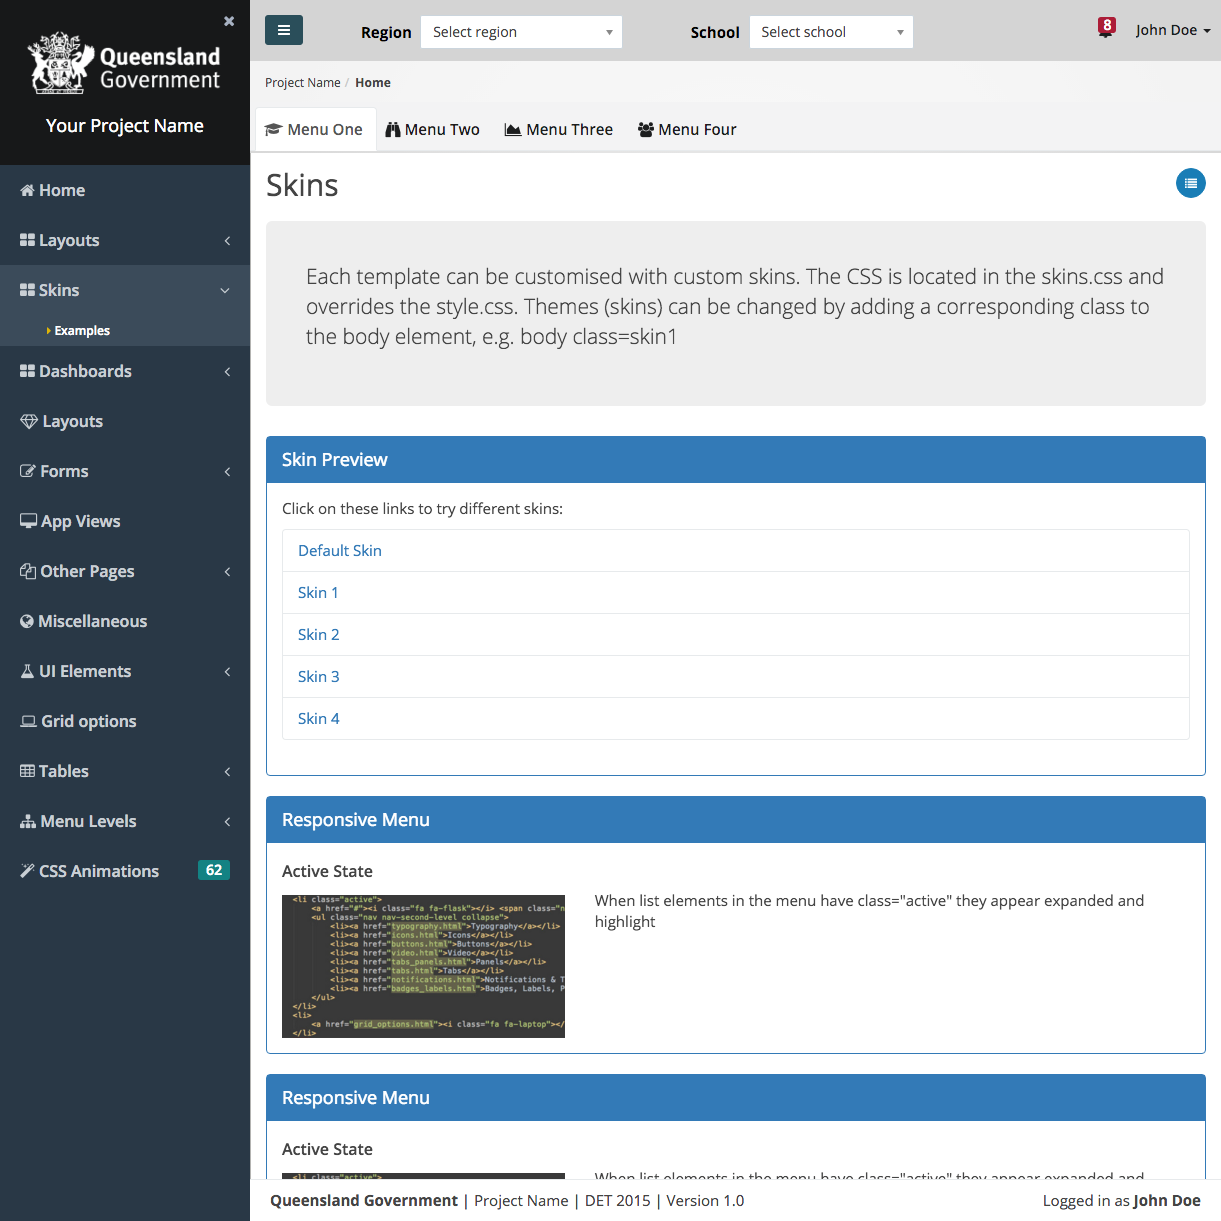 Queensland
Government
Your Project Name
Home
Layouts
Skins
Examples
Dashboards
Layouts
Forms
App Views
Other Pages
Miscellaneous
UI Elements
Grid options
Tables
Menu Levels
CSS Animations 62
Region Select region School Select school 8 John Doe
Project Name / Home
Menu One Menu Two Menu Three Menu Four
Skins
Each template can be customised with custom skins. The CSS is located in the skins.css and
overrides the style.css. Themes (skins) can be changed by adding a corresponding class to
the body element, e.g. body class=skin1
Skin Preview
Click on these links to try different skins:
Default Skin
Skin 1
Skin 2
Skin 3
Skin 4
Responsive Menu
Active State
<li class="active">
<a href="#"><i class="fa fa-flask"></i> <span class="n
<ul class="nav nav-second-level collapse">
<li><a href="typography.html">Typography</a></li>
<li><a href="icons.html">Icons</a></li>
<li><a href="buttons.html">Buttons</a></li>
<li><a href="video.html">Video</a></li>
<li><a href="tabs_panels.html">Panels</a></li>
<li><a href="tabs.html">Tabs</a></li>
<li><a href="notifications.html">Notifications & T
<li><a href="badges_labels.html">Badges, Labels, P
</ul>
</li>
<li>
<a href="grid_options.html"><i class="fa fa-laptop"></
</li>
When list elements in the menu have class="active" they appear expanded and
highlight
Responsive Menu
Active State
<li class="active">
When list elements in the menu have class="active" they appear expanded and
Queensland Government | Project Name | DET 2015 | Version 1.0
Logged in as John Doe